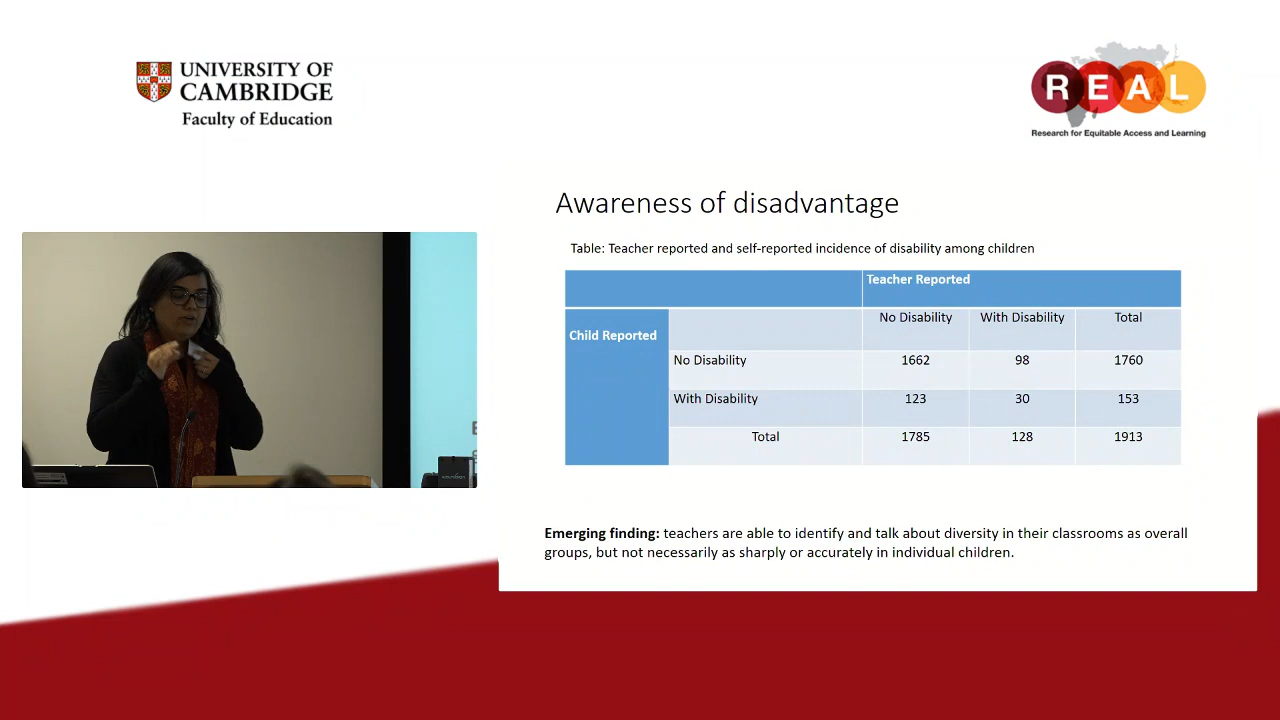 UNIVERSITY OF
CAMBRIDGE
Faculty of Education
REAL
Research for Equitable Access and Learning
Awareness of disadvantage
Table: Teacher reported and self-reported incidence of disability among children
Teacher Reported
Child Reported
No Disability With Disability Total
No Disability 1662 98 1760
With Disability 123 30 153
Total 1785 128 1913
Emerging finding: teachers are able to identify and talk about diversity in their classrooms as overall
groups, but not necessarily as sharply or accurately in individual children.